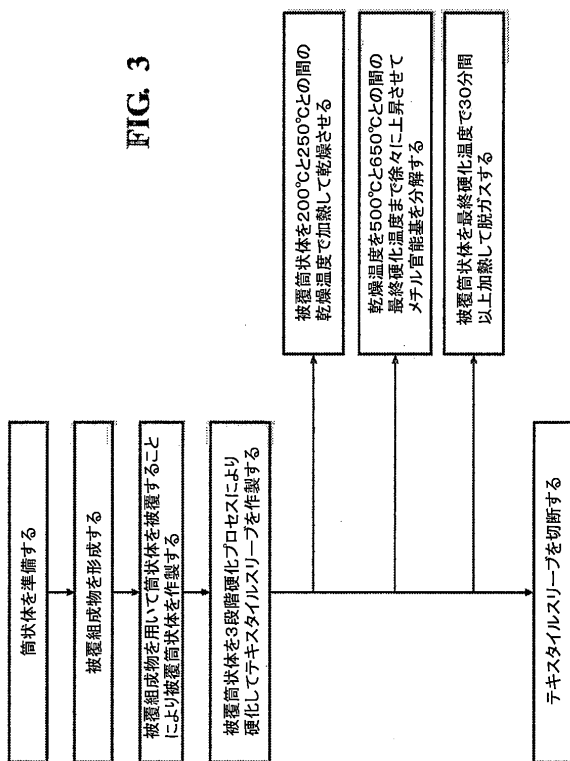 FIG. 3
筒状体を準備する
被覆組成物を形成する
被覆組成物を用いて筒状体を被覆すること
により被覆筒状体を作製する
被覆筒状体を3段階硬化プロセスにより
硬化してテキスタイルスリーブを作製する
被覆筒状体を200℃と250℃との間の
乾燥温度で加熱して乾燥させる
乾燥温度を500℃と650℃との間の
最終硬化温度まで徐々に上昇させて
メチル官能基を分解する
被覆筒状体を最終硬化温度で30分間
以上加熱して脱ガスする
テキスタイルスリーブを切断する